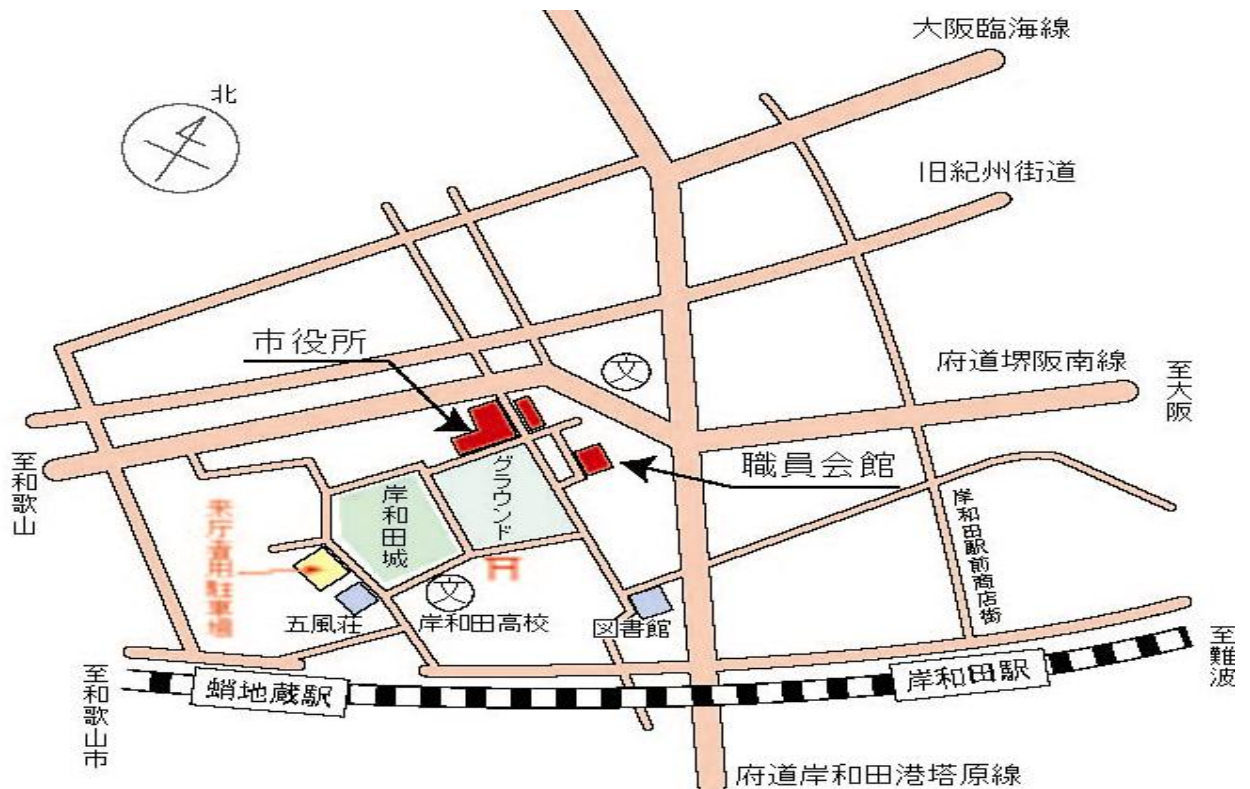 大阪臨海線
北
旧紀州街道
市役所
文
府道堺阪南線
至大阪
職員会館
至和歌山
グラウンド
岸和田城
来庁者用駐車場
岸和田駅前商店街
文
五風荘
岸和田高校
図書館
至難波
至和歌山市
蛸地蔵駅
岸和田駅
府道岸和田港塔原線